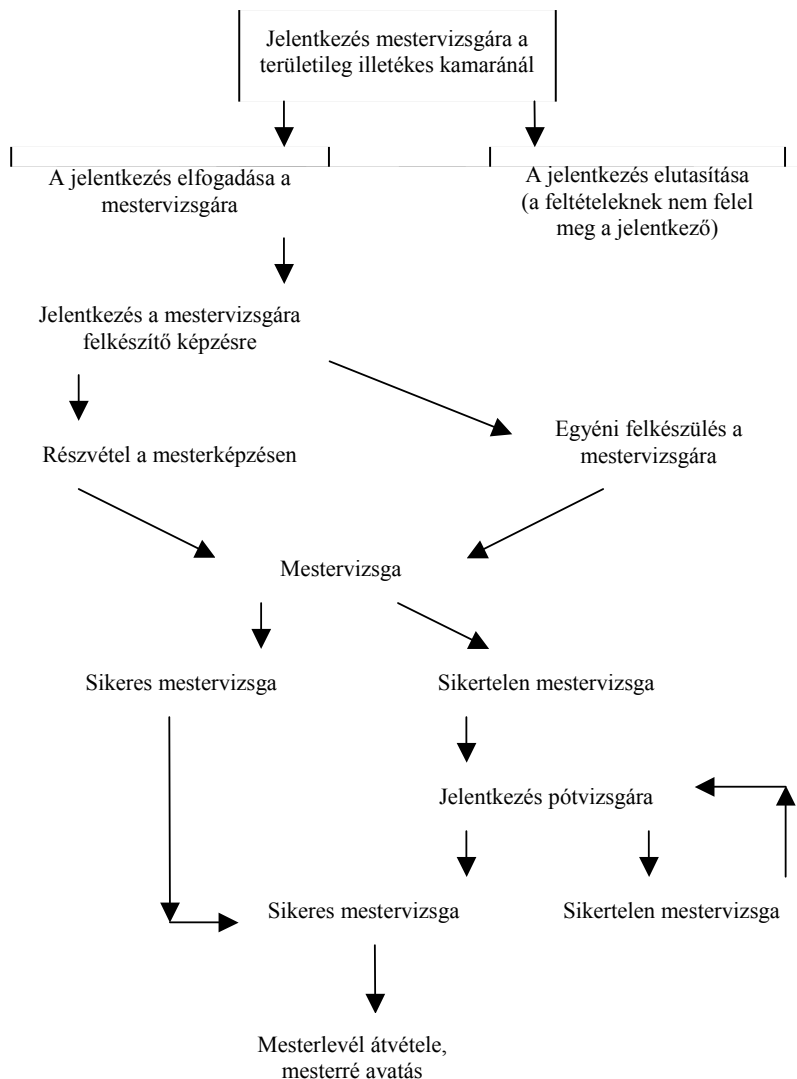 Jelentkezés mestervizsgára a
területileg illetékes kamaránál
A jelentkezés elfogadása a
mestervizsgára
A jelentkezés elutasítása
(a feltételeknek nem felel
meg a jelentkező)
Jelentkezés a mestervizsgára
felkészítő képzésre
Részvétel a mesterképzésen
Egyéni felkészülés a
mestervizsgára
Mestervizsga
Sikeres mestervizsga
Sikertelen mestervizsga
Jelentkezés pótvizsgára
Sikeres mestervizsga
Sikertelen mestervizsga
Mesterlevél átvétele,
mesterré avatás